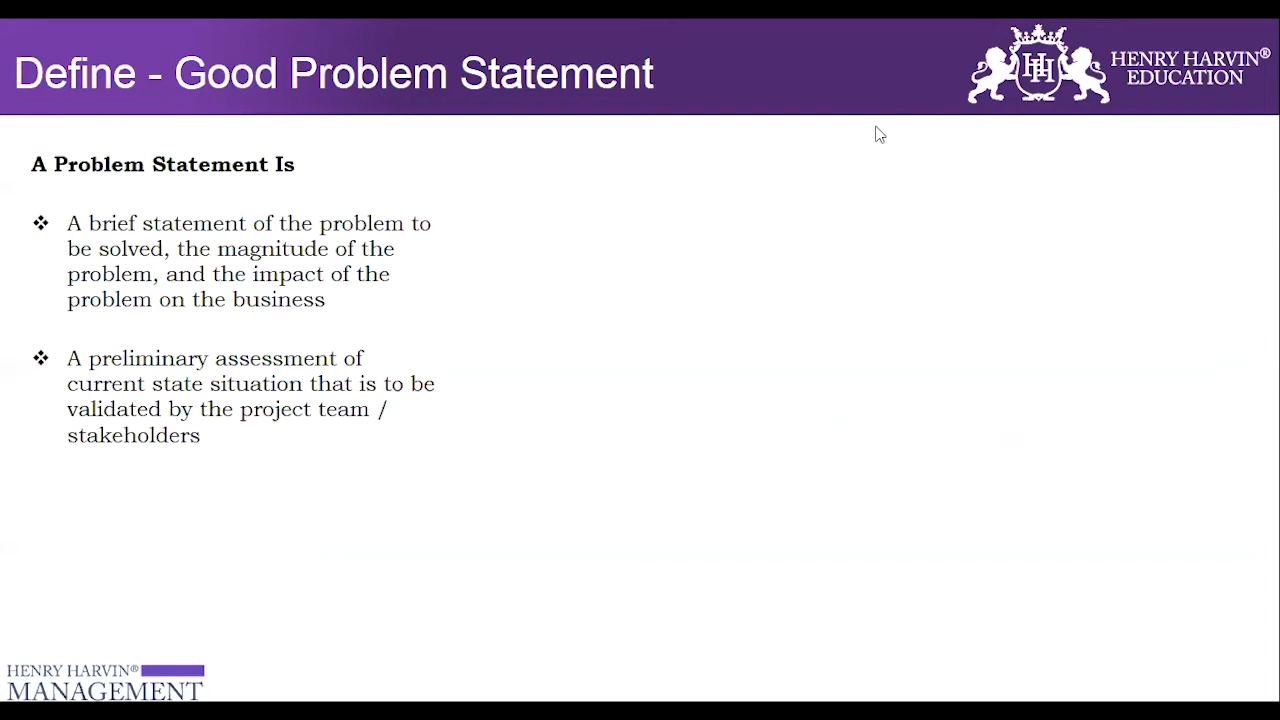 Define - Good Problem Statement
HENRY HARVIN®
EDUCATION
A Problem Statement Is
❖ A brief statement of the problem to
be solved, the magnitude of the
problem, and the impact of the
problem on the business
❖ A preliminary assessment of
current state situation that is to be
validated by the project team /
stakeholders
HENRY HARVIN®
MANAGEMENT